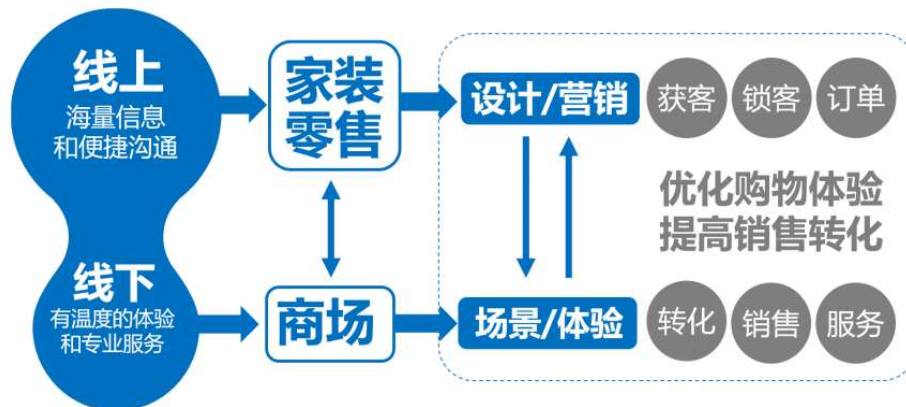 线上
海量信息
和便捷沟通
家装
零售
设计/营销
获客
锁客
订单
优化购物体验
提高销售转化
线下
有温度的体验
和专业服务
商场
场景/体验
转化
销售
服务